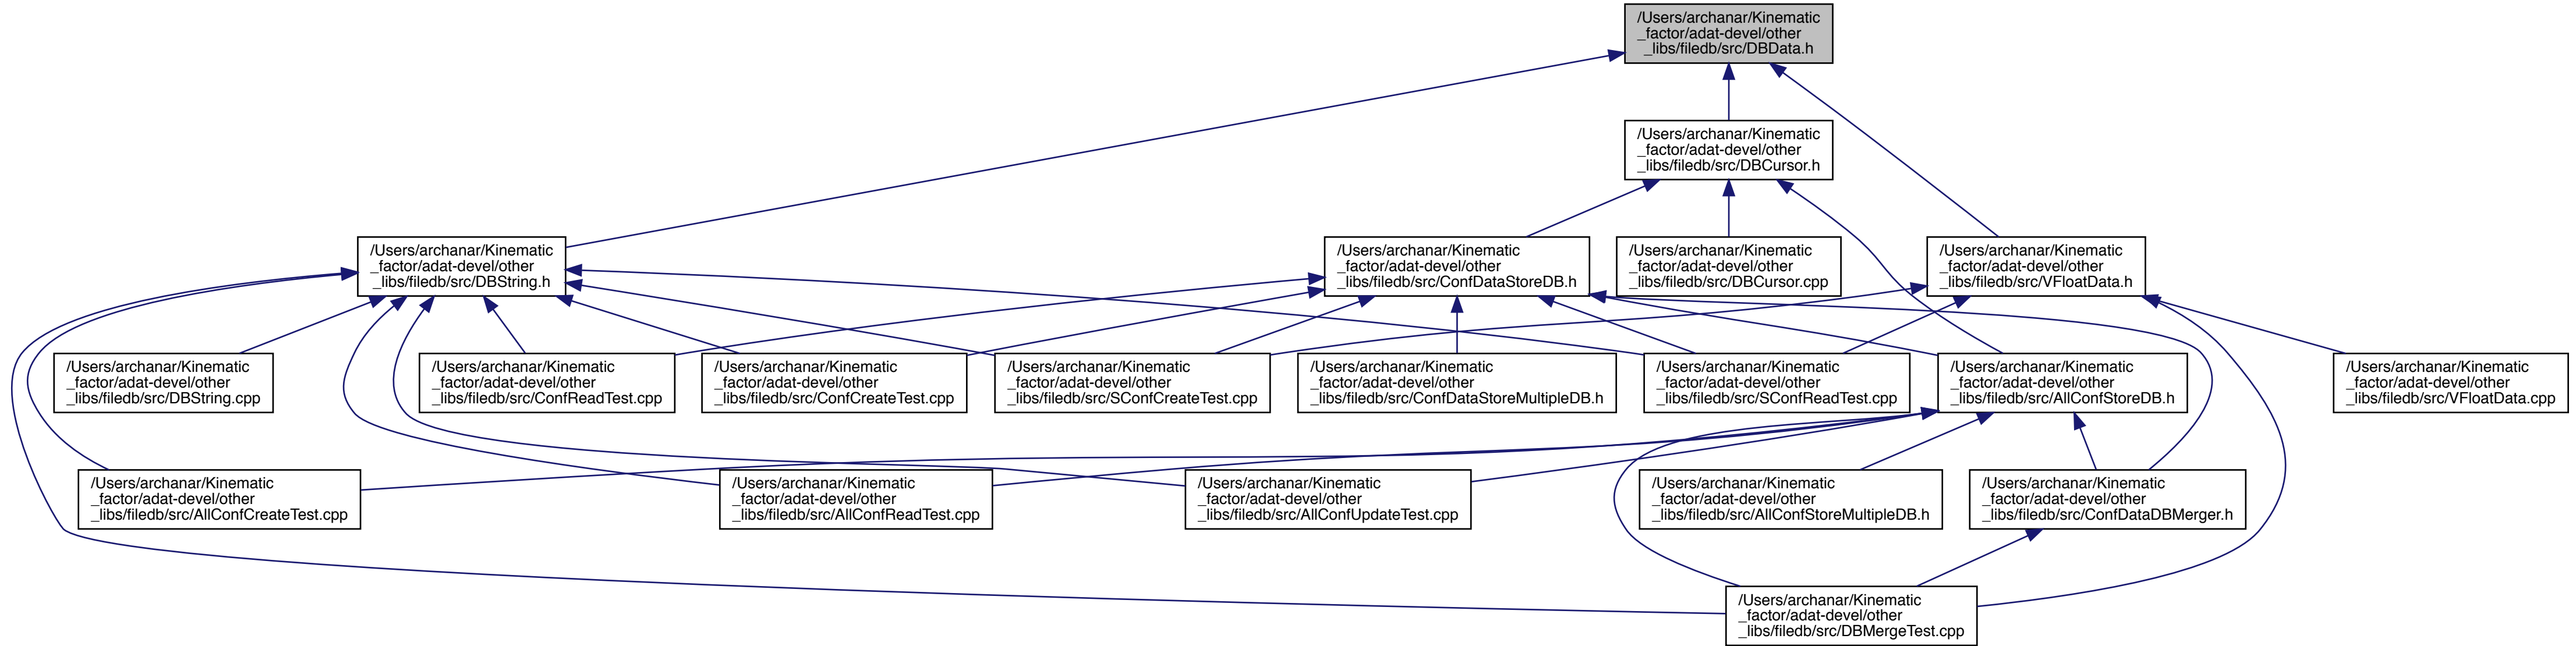 /Users/archanar/Kinematic
_factor/adat-devel/other
_libs/filedb/src/DBData.h
/Users/archanar/Kinematic
_factor/adat-devel/other
_libs/filedb/src/DBCursor.h
/Users/archanar/Kinematic
_factor/adat-devel/other
_libs/filedb/src/DBString.h
/Users/archanar/Kinematic
_factor/adat-devel/other
_libs/filedb/src/ConfDataStoreDB.h
/Users/archanar/Kinematic
_factor/adat-devel/other
_libs/filedb/src/DBCursor.cpp
/Users/archanar/Kinematic
_factor/adat-devel/other
_libs/filedb/src/VFloatData.h
/Users/archanar/Kinematic
_factor/adat-devel/other
_libs/filedb/src/DBString.cpp
/Users/archanar/Kinematic
_factor/adat-devel/other
_libs/filedb/src/ConfReadTest.cpp
/Users/archanar/Kinematic
_factor/adat-devel/other
_libs/filedb/src/ConfCreateTest.cpp
/Users/archanar/Kinematic
_factor/adat-devel/other
_libs/filedb/src/SConfCreateTest.cpp
/Users/archanar/Kinematic
_factor/adat-devel/other
_libs/filedb/src/ConfDataStoreMultipleDB.h
/Users/archanar/Kinematic
_factor/adat-devel/other
_libs/filedb/src/SConfReadTest.cpp
/Users/archanar/Kinematic
_factor/adat-devel/other
_libs/filedb/src/AllConfStoreDB.h
/Users/archanar/Kinematic
_factor/adat-devel/other
_libs/filedb/src/VFloatData.cpp
/Users/archanar/Kinematic
_factor/adat-devel/other
_libs/filedb/src/AllConfCreateTest.cpp
/Users/archanar/Kinematic
_factor/adat-devel/other
_libs/filedb/src/AllConfReadTest.cpp
/Users/archanar/Kinematic
_factor/adat-devel/other
_libs/filedb/src/AllConfUpdateTest.cpp
/Users/archanar/Kinematic
_factor/adat-devel/other
_libs/filedb/src/AllConfStoreMultipleDB.h
/Users/archanar/Kinematic
_factor/adat-devel/other
_libs/filedb/src/ConfDataDBMerger.h
/Users/archanar/Kinematic
_factor/adat-devel/other
_libs/filedb/src/DBMergeTest.cpp